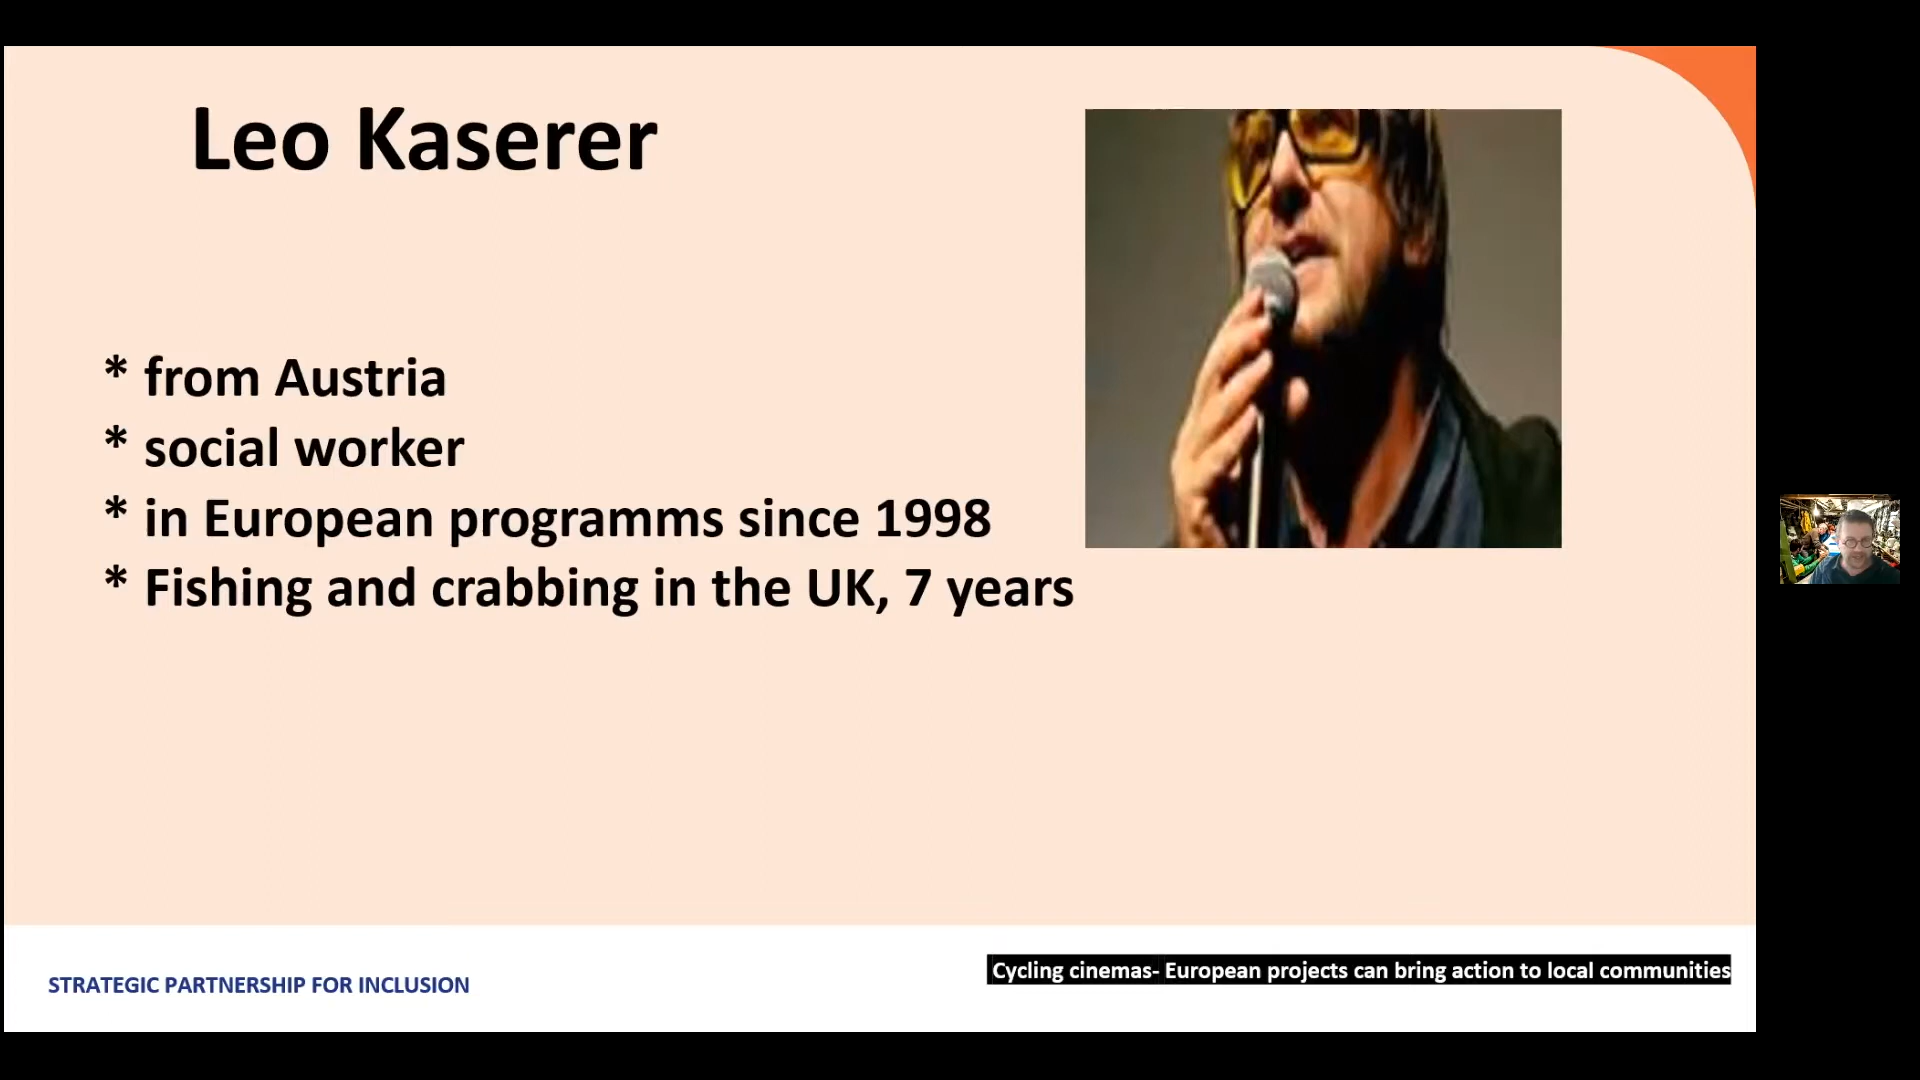 Leo Kaserer
* from Austria
* social worker
* in European programms since 1998
* Fishing and crabbing in the UK, 7 years
STRATEGIC PARTNERSHIP FOR INCLUSION
Cycling cinemas- European projects can bring action to local communities